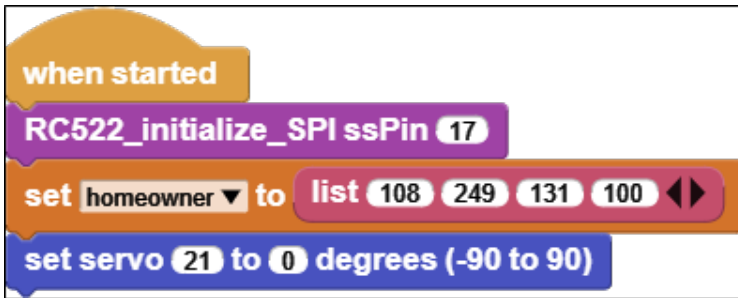 when started
RC522_initialize_SPI ssPin 17
set homeowner to list 108 249 131 100
set servo 21 to 0 degrees (-90 to 90)